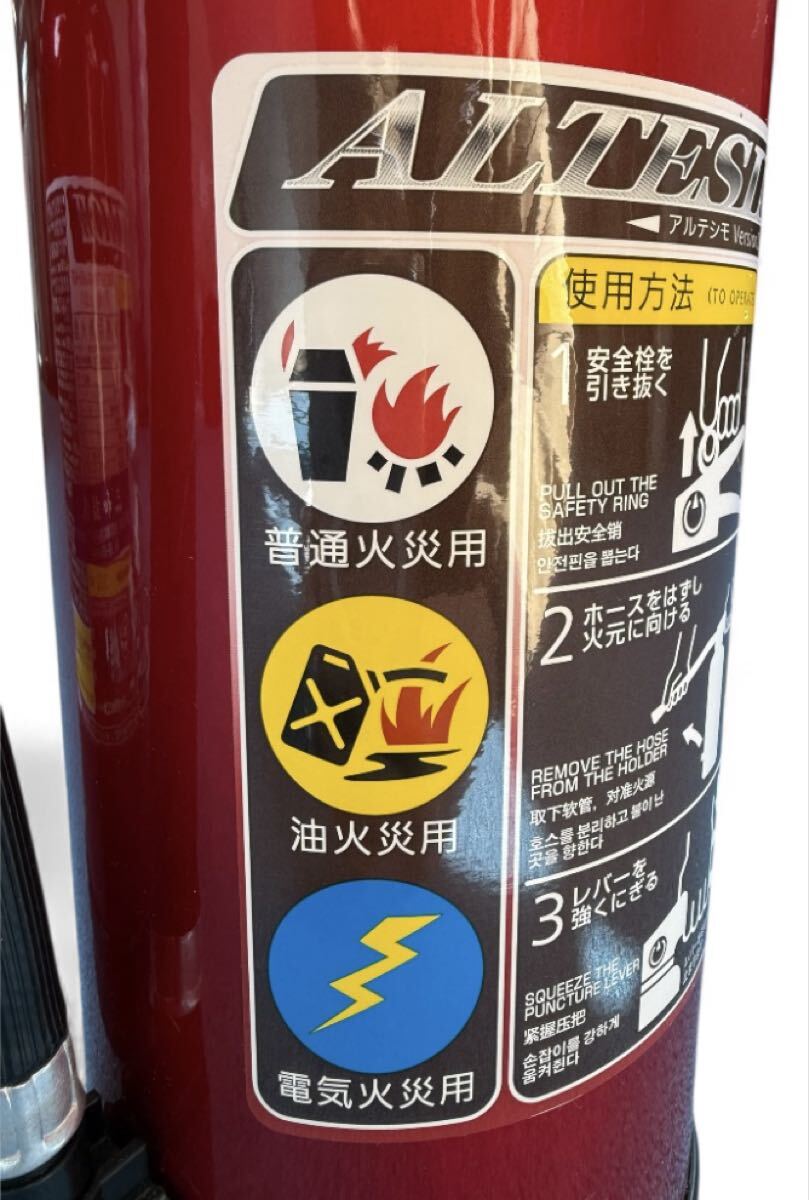 ALTESI
アルテシモ Version
普通火災用
油火災用
電気火災用
使用方法 (TO OPERATE
1 安全栓を
引き抜く
PULL OUT THE
SAFETY RING
拔出安全销
안전핀을 뽑는다
2 ホースをはずし
火元に向ける
REMOVE THE HOSE
FROM THE HOLDER
取下软管，对准火源
호스를 분리하고 불이 난
곳을 향한다
3 レバーを
強くにぎる
SQUEEZE THE
PUNCTURE LEVER
紧握压把
손잡이를 강하게
움켜쥔다